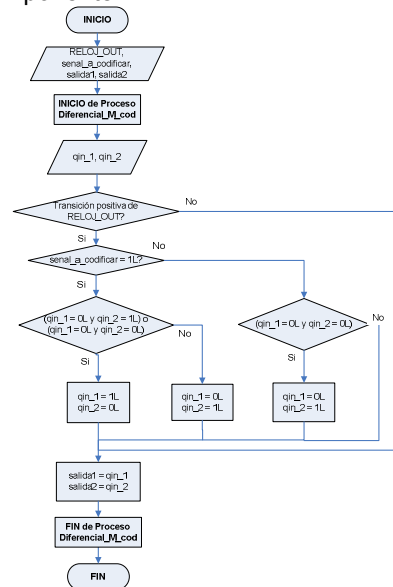 INICIO
RELOJ_OUT,
senal_a_codificar,
salida1, salida2
INICIO de Proceso
Diferencial_M_cod
qin_1, qin_2
Transición positiva de
RELOJ_OUT?
No
Si
senal_a_codificar = 1L?
No
Si
(qin_1 = 0L y qin_2 = 1L) o
(qin_1 = 0L y qin_2 = 0L)
No
Si
(qin_1 = 0L y qin_2 = 0L)
No
Si
qin_1 = 1L
qin_2 = 0L
qin_1 = 0L
qin_2 = 1L
qin_1 = 0L
qin_2 = 1L
salida1 = qin_1
salida2 = qin_2
FIN de Proceso
Diferencial_M_cod
FIN